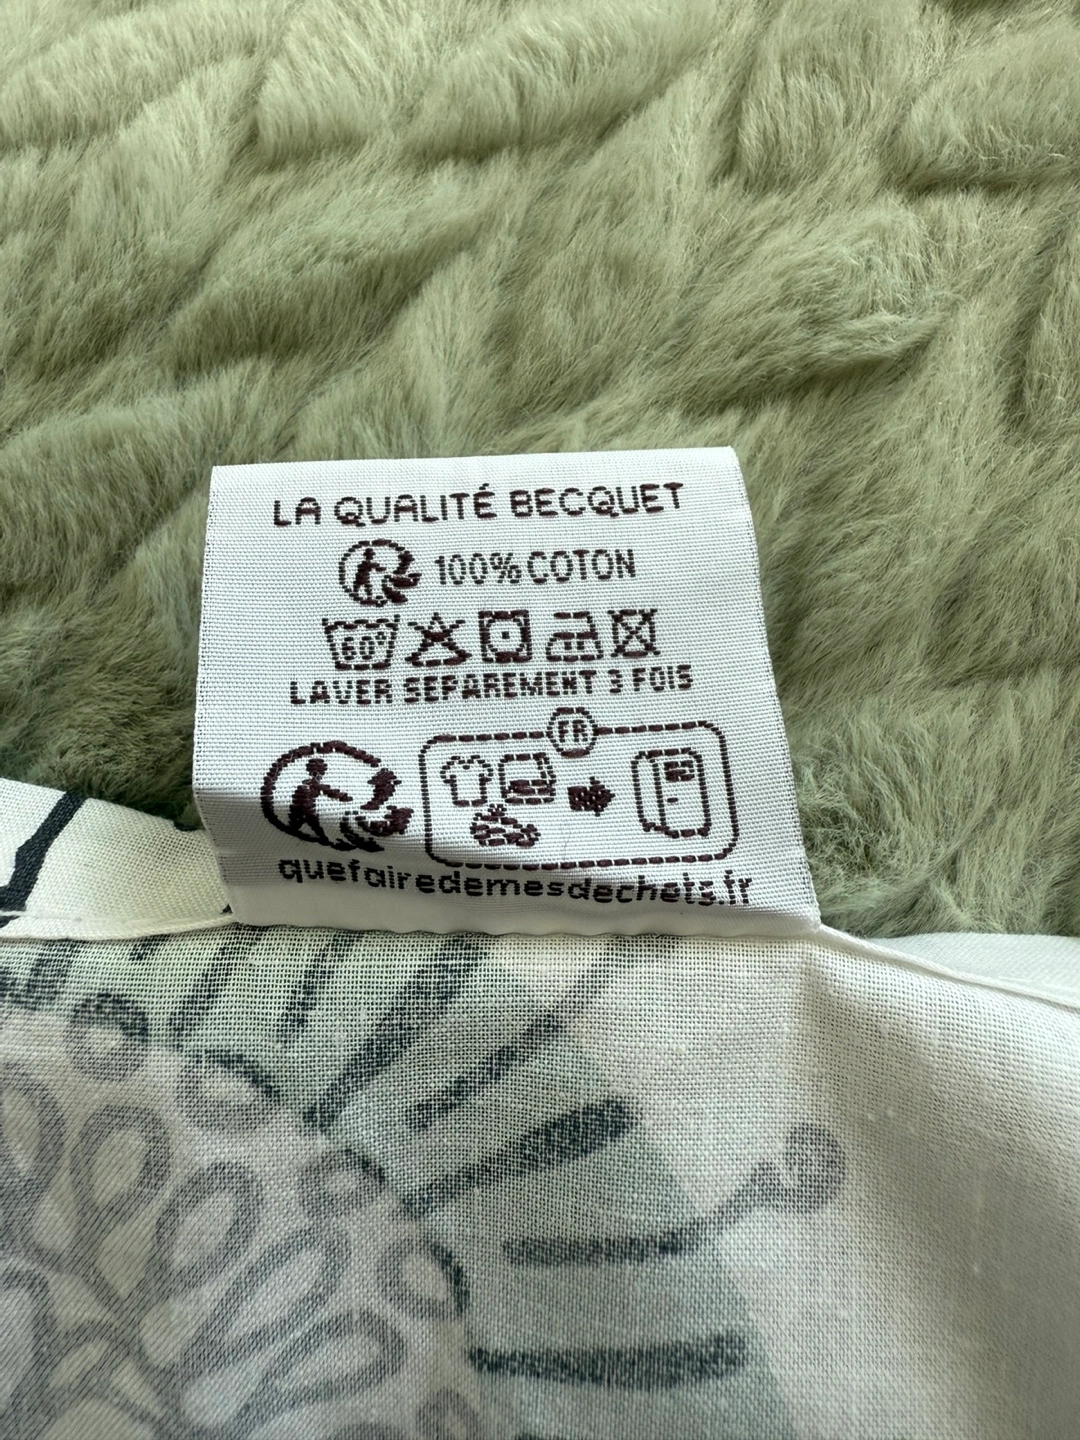 LA QUALITÉ BECQUET
100% COTON
60°
LAVER SEPAREMENT 3 FOIS
FR
quefairedemesdechets.fr